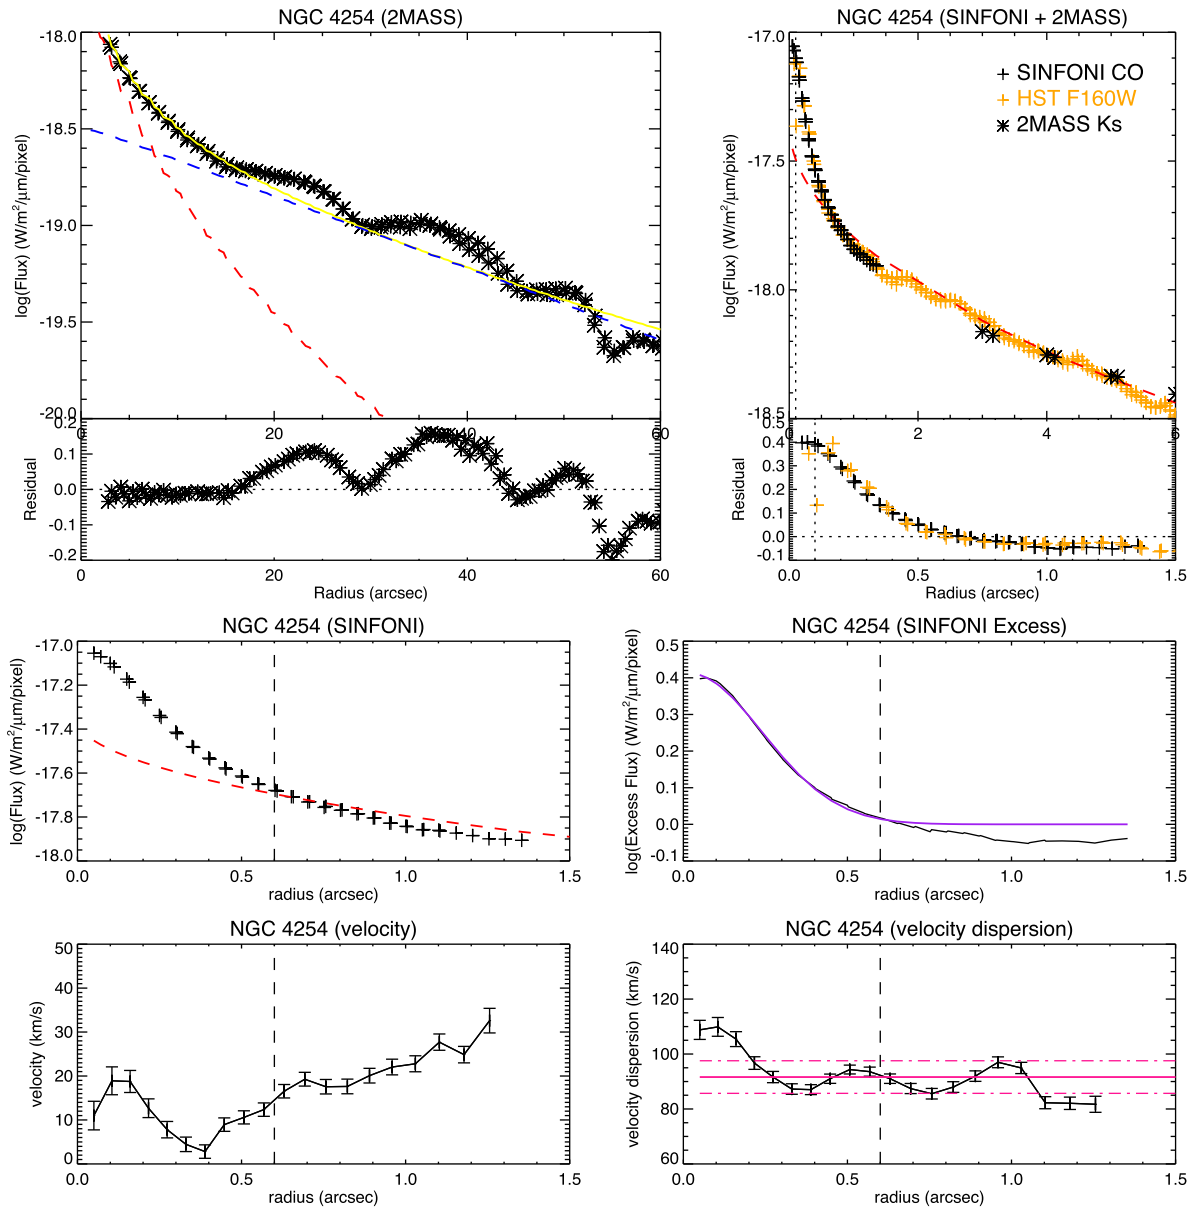 NGC 4254 (2MASS)
log(Flux) (W/m²/μm/pixel)
-18.0
-18.5
-19.0
-19.5
-20.0
0 20 40 60
Residual
0.2
0.1
0.0
-0.1
-0.2
0 20 40 60
Radius (arcsec)
NGC 4254 (SINFONI + 2MASS)
SINFONI CO
HST F160W
2MASS Ks
log(Flux) (W/m²/μm/pixel)
-17.0
-17.5
-18.0
-18.5
0 2 4 6
Residual
0.5
0.4
0.3
0.2
0.1
0.0
-0.1
0.0 0.5 1.0 1.5
Radius (arcsec)
NGC 4254 (SINFONI)
log(Flux) (W/m²/μm/pixel)
-17.0
-17.2
-17.4
-17.6
-17.8
-18.0
0.0 0.5 1.0 1.5
radius (arcsec)
NGC 4254 (SINFONI Excess)
log(Excess Flux) (W/m²/μm/pixel)
0.5
0.4
0.3
0.2
0.1
0.0
-0.1
0.0 0.5 1.0 1.5
radius (arcsec)
NGC 4254 (velocity)
velocity (km/s)
50
40
30
20
10
0
0.0 0.5 1.0 1.5
radius (arcsec)
NGC 4254 (velocity dispersion)
velocity dispersion (km/s)
140
120
100
80
60
0.0 0.5 1.0 1.5
radius (arcsec)